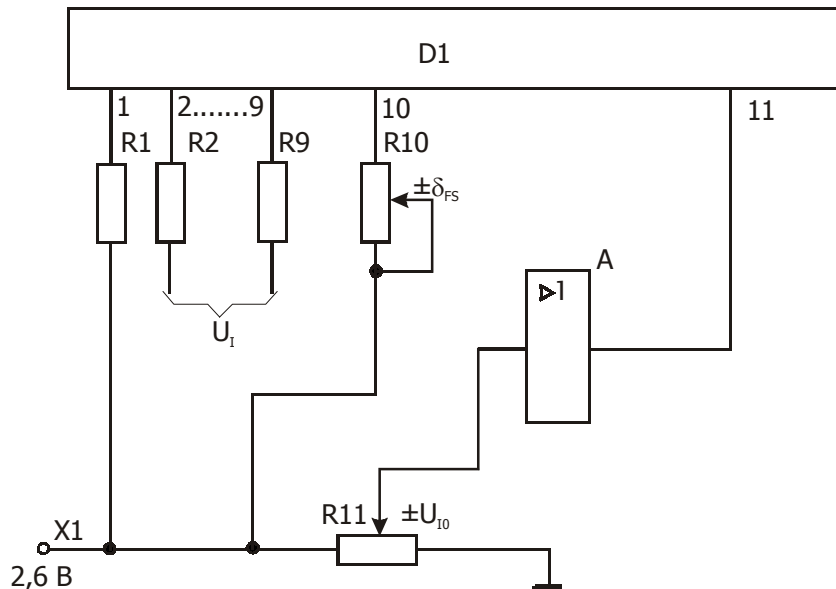 D1
1 2.......9 10 11
R1 R2 R9 R10
±δFS
A
▷1
UI
R11 ±UI0
X1
2,6 В